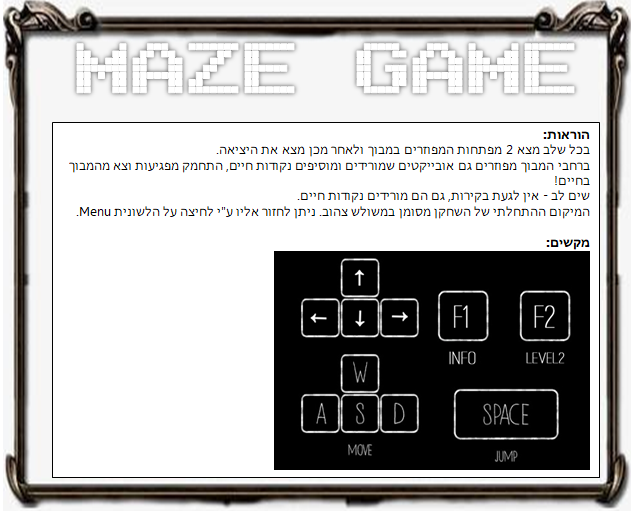 MAZE GAME
הוראות:
בכל שלב מצא 2 מפתחות המפוזרים במבוך ולאחר מכן מצא את היציאה.
ברחבי המבוך מפוזרים גם אובייקטים שמורידים ומוסיפים נקודות חיים, התחמק מפגיעות וצא מהמבוך
בחיים!
שים לב - אין לגעת בקירות, גם הם מורידים נקודות חיים.
המיקום ההתחלתי של השחקן מסומן במשולש צהוב. ניתן לחזור אליו ע"י לחיצה על הלשונית Menu.
מקשים:
↑
← ↓ →
F1 F2
INFO LEVEL2
W
A S D
SPACE
MOVE
JUMP